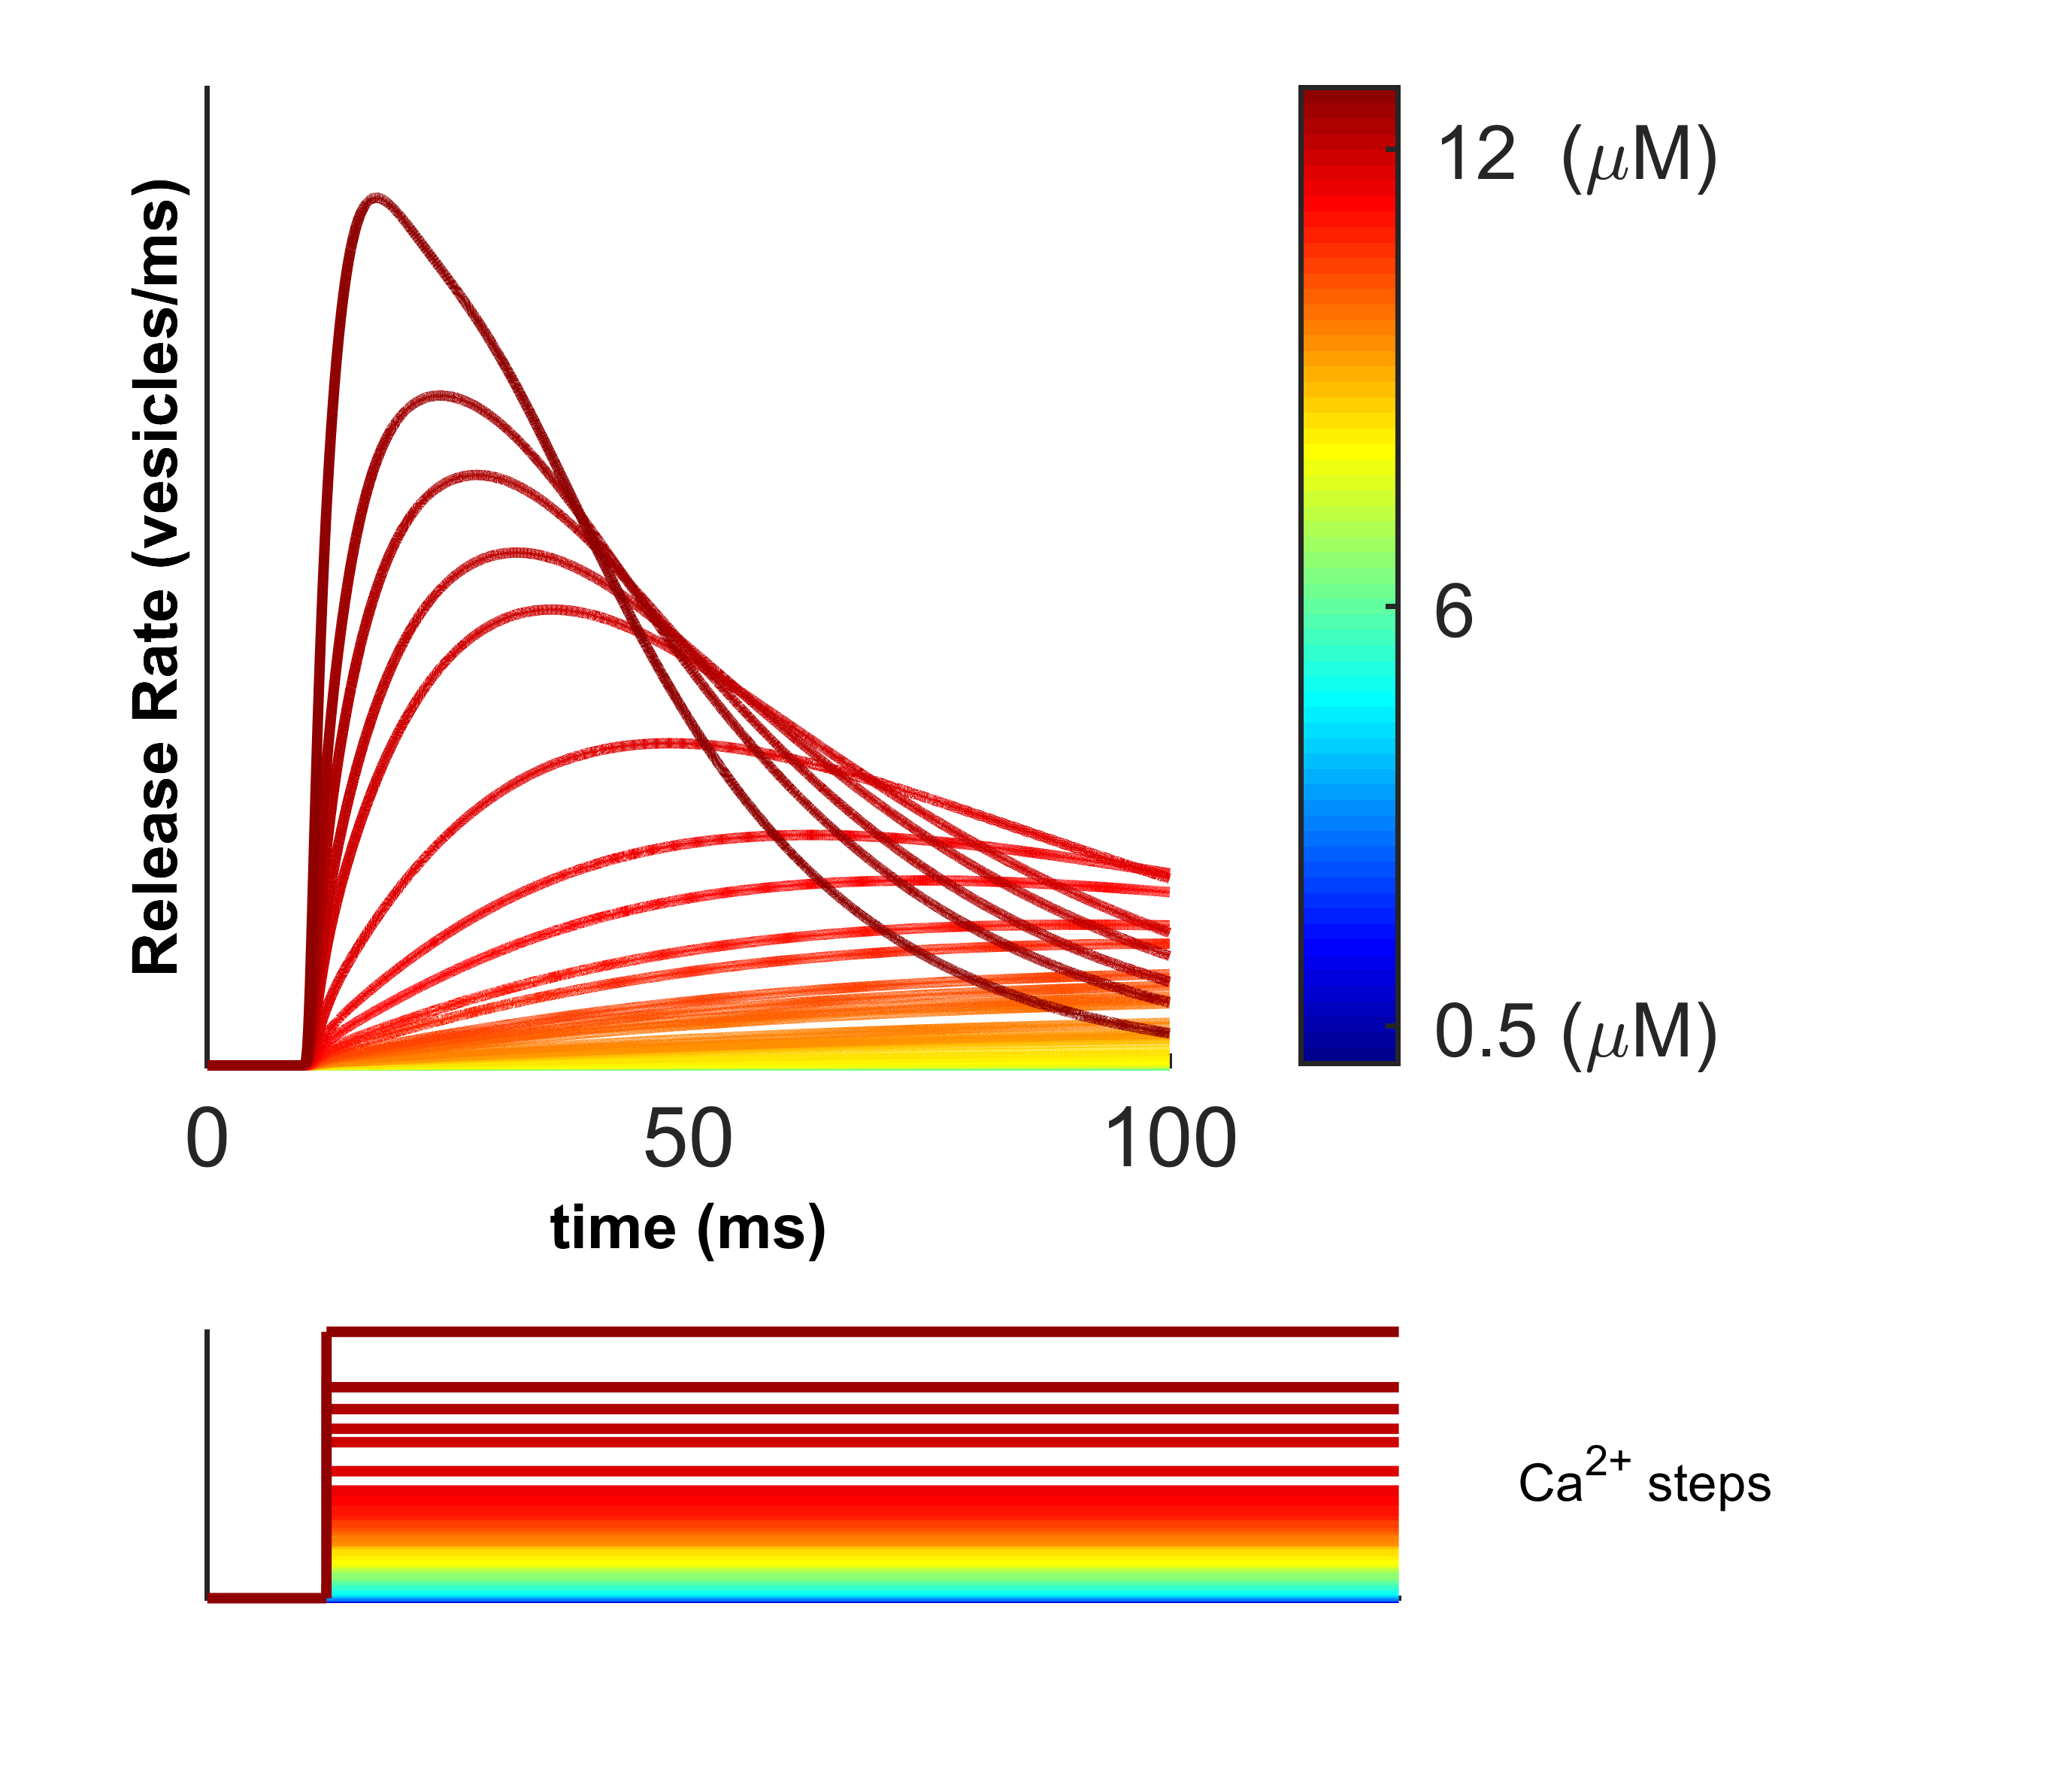 Release Rate (vesicles/ms)
12 (μM)
6
0.5 (μM)
0 50 100
time (ms)
Ca²⁺ steps